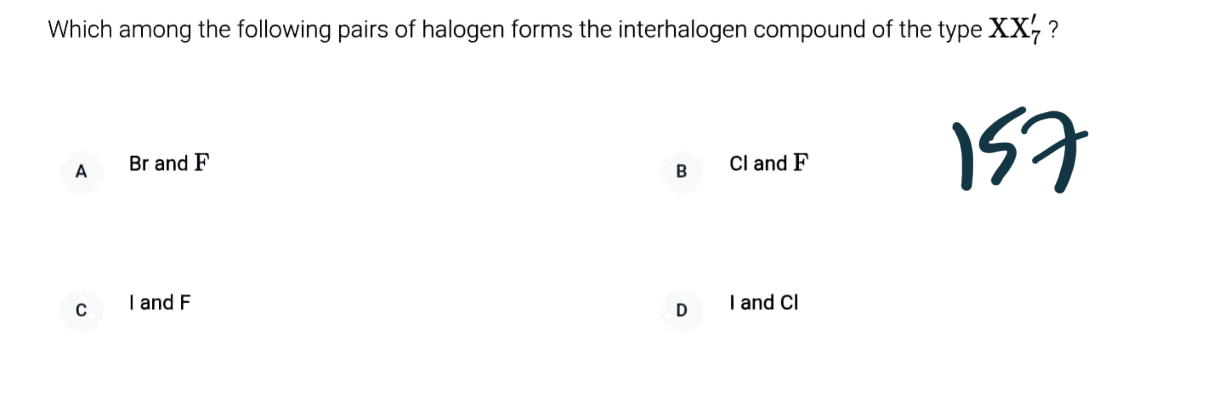 Which among the following pairs of halogen forms the interhalogen compound of the type XX′₇ ?
157
A Br and F
B Cl and F
C I and F
D I and Cl